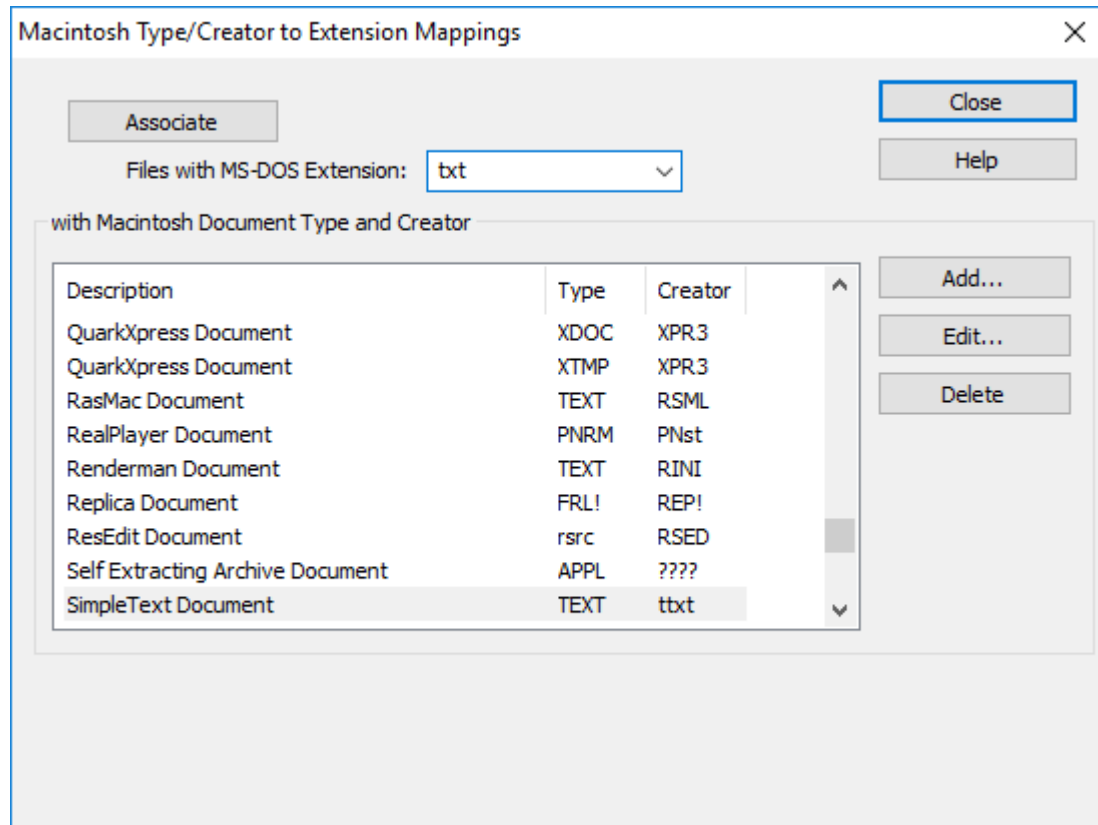 Macintosh Type/Creator to Extension Mappings
Associate
Close
Files with MS-DOS Extension: txt
Help
with Macintosh Document Type and Creator
Description Type Creator
Add...
QuarkXpress Document XDOC XPR3
Edit...
QuarkXpress Document XTMP XPR3
RasMac Document TEXT RSML
Delete
RealPlayer Document PNRM PNst
Renderman Document TEXT RINI
Replica Document FRL! REP!
ResEdit Document rsrc RSED
Self Extracting Archive Document APPL ????
SimpleText Document TEXT ttxt